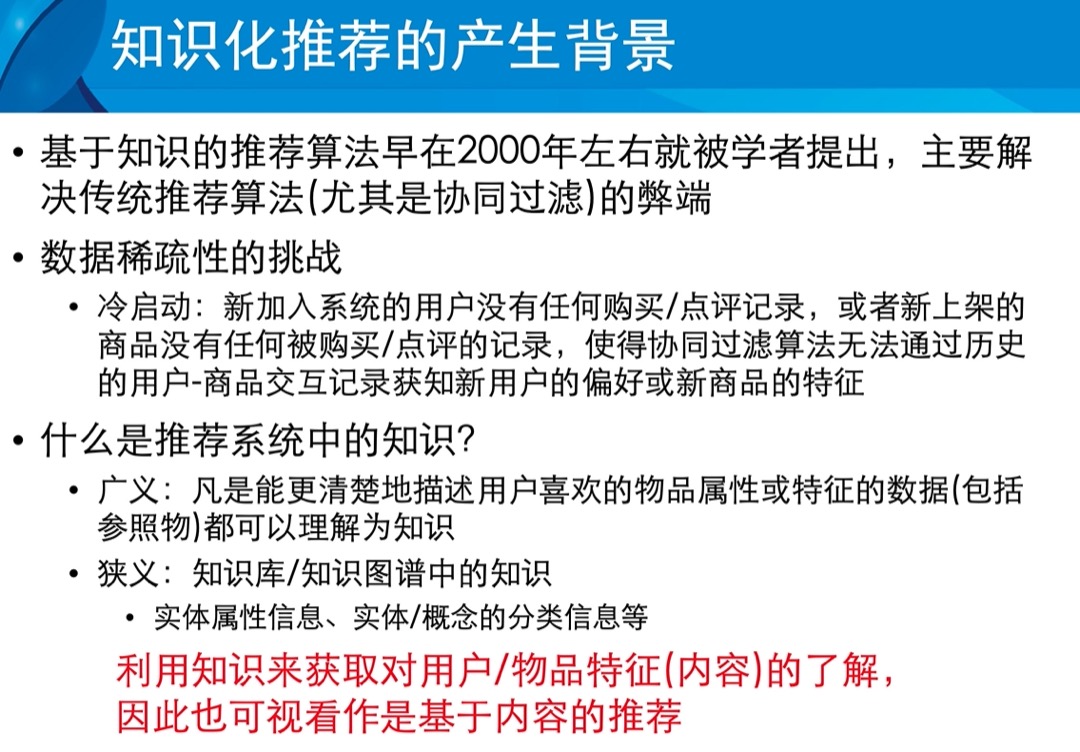 知识化推荐的产生背景
• 基于知识的推荐算法早在2000年左右就被学者提出，主要解
决传统推荐算法(尤其是协同过滤)的弊端
• 数据稀疏性的挑战
• 冷启动：新加入系统的用户没有任何购买/点评记录，或者新上架的
商品没有任何被购买/点评的记录，使得协同过滤算法无法通过历史
的用户-商品交互记录获知新用户的偏好或新商品的特征
• 什么是推荐系统中的知识？
• 广义：凡是能更清楚地描述用户喜欢的物品属性或特征的数据(包括
参照物)都可以理解为知识
• 狭义：知识库/知识图谱中的知识
• 实体属性信息、实体/概念的分类信息等
利用知识来获取对用户/物品特征(内容)的了解，
因此也可视看作是基于内容的推荐